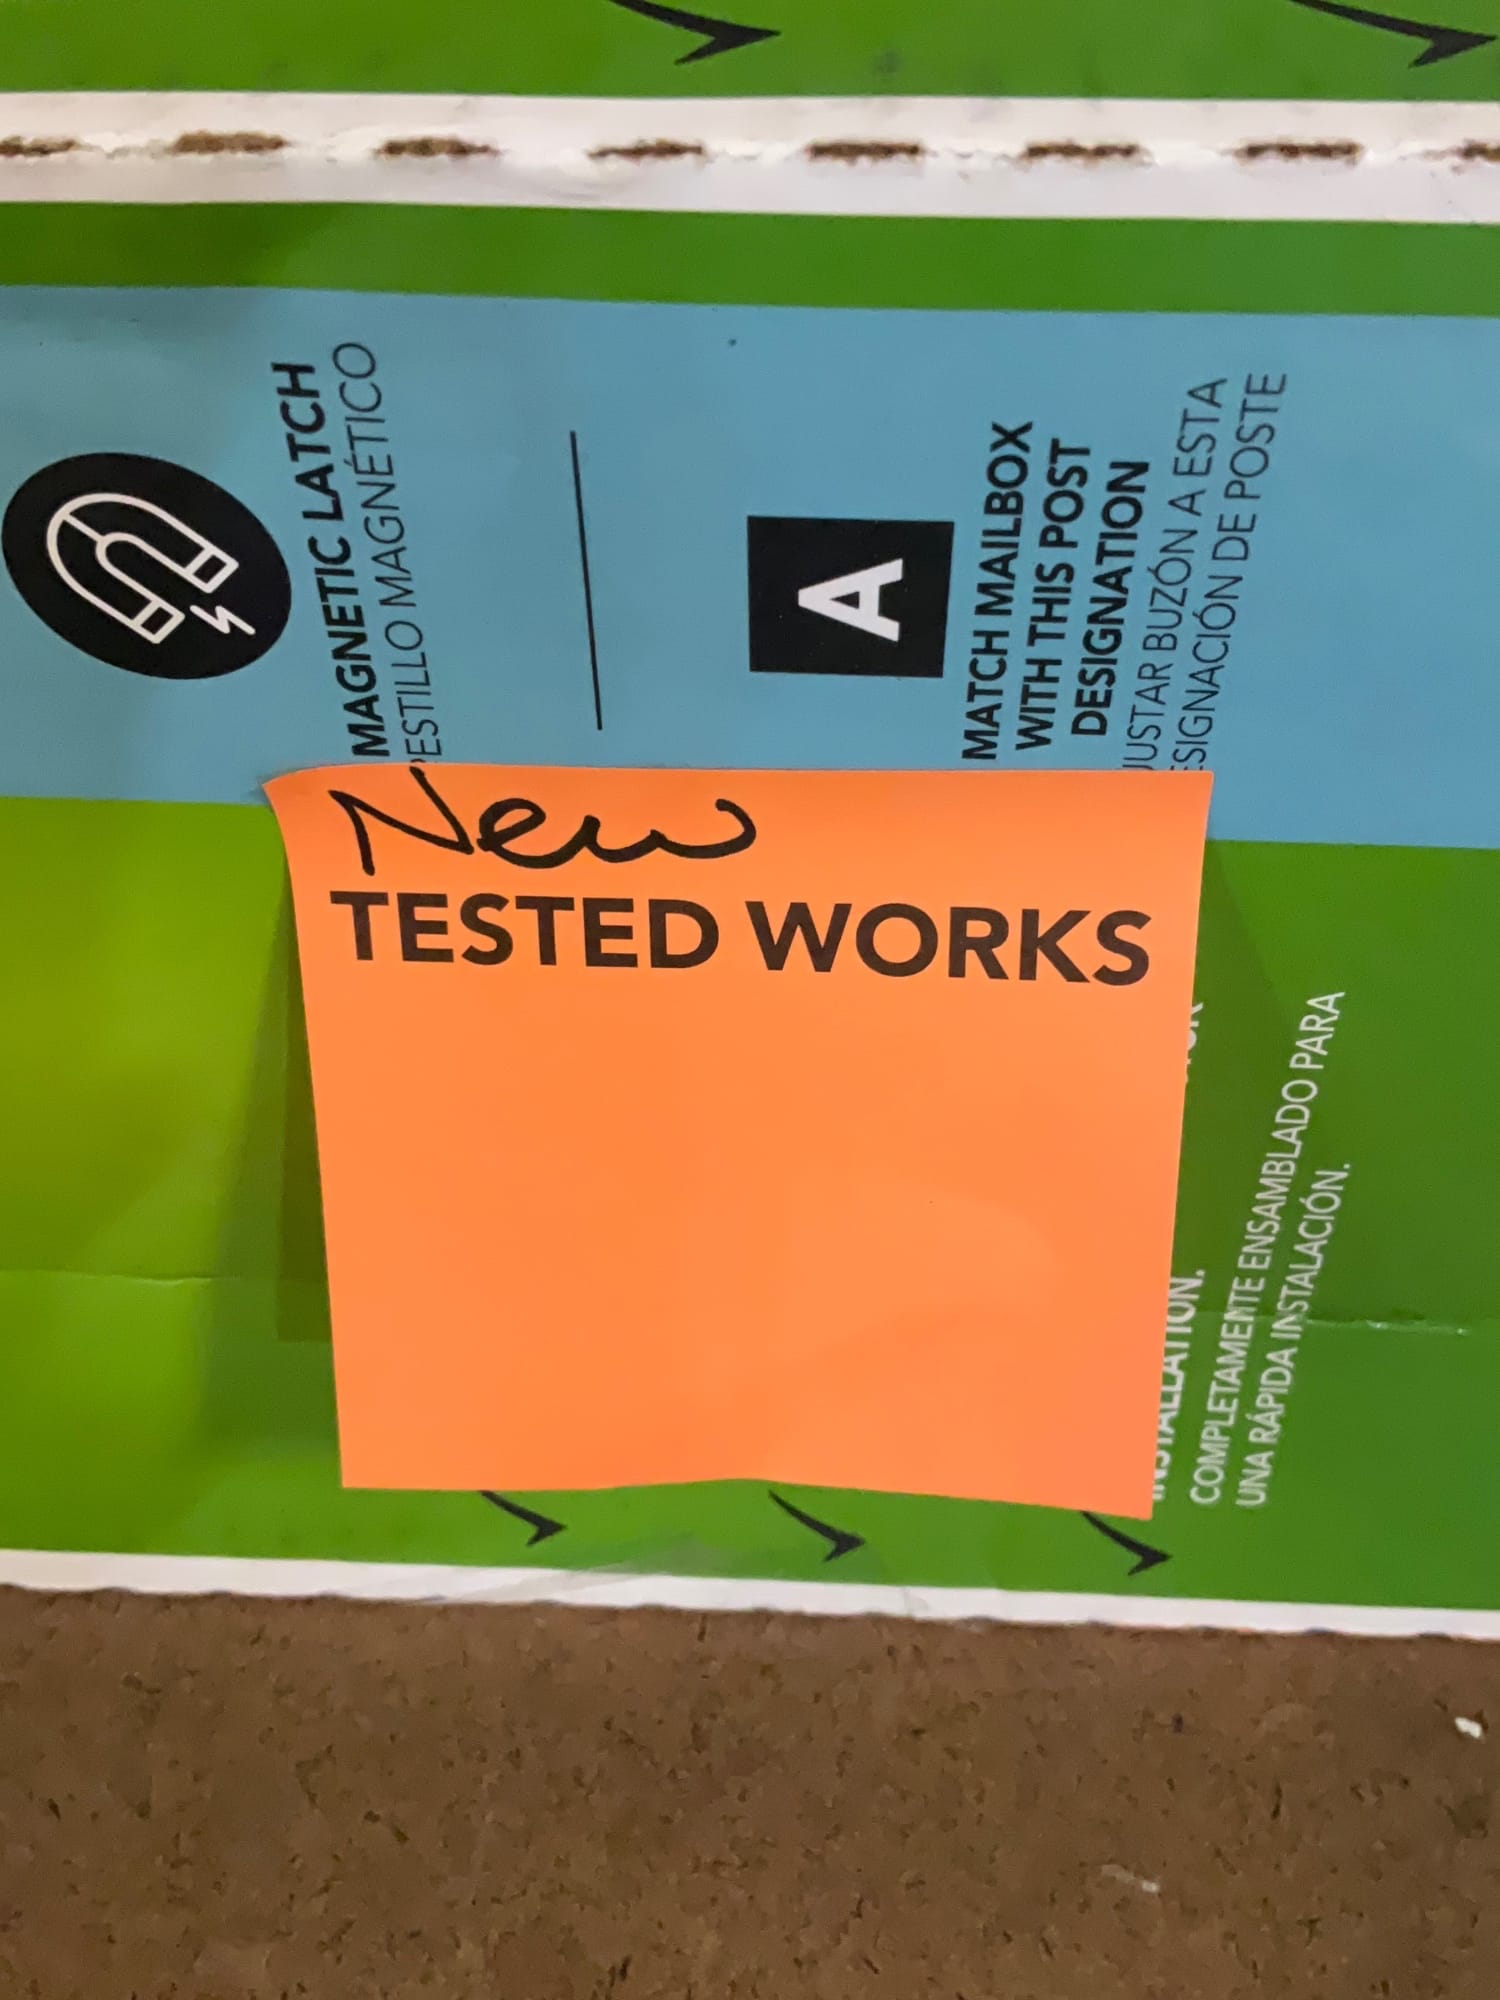 MAGNETIC LATCH
PESTILLO MAGNÉTICO
A
MATCH MAILBOX
WITH THIS POST
DESIGNATION
JUSTAR BUZÓN A ESTA
ESIGNACIÓN DE POSTE
New
TESTED WORKS
INSTALLATION.
COMPLETAMENTE ENSAMBLADO PARA
UNA RÁPIDA INSTALACIÓN.